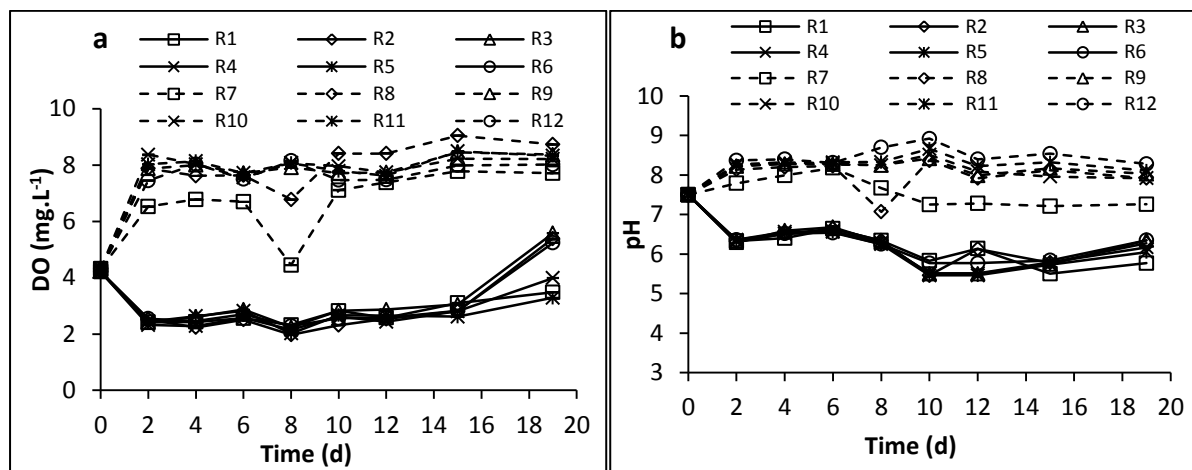 a
R1 R2 R3
R4 R5 R6
R7 R8 R9
R10 R11 R12
10
8
6
4
2
0
DO (mg.L-1)
0 2 4 6 8 10 12 14 16 18 20
Time (d)
b
R1 R2 R3
R4 R5 R6
R7 R8 R9
R10 R11 R12
10
9
8
7
6
5
4
3
pH
0 2 4 6 8 10 12 14 16 18 20
Time (d)